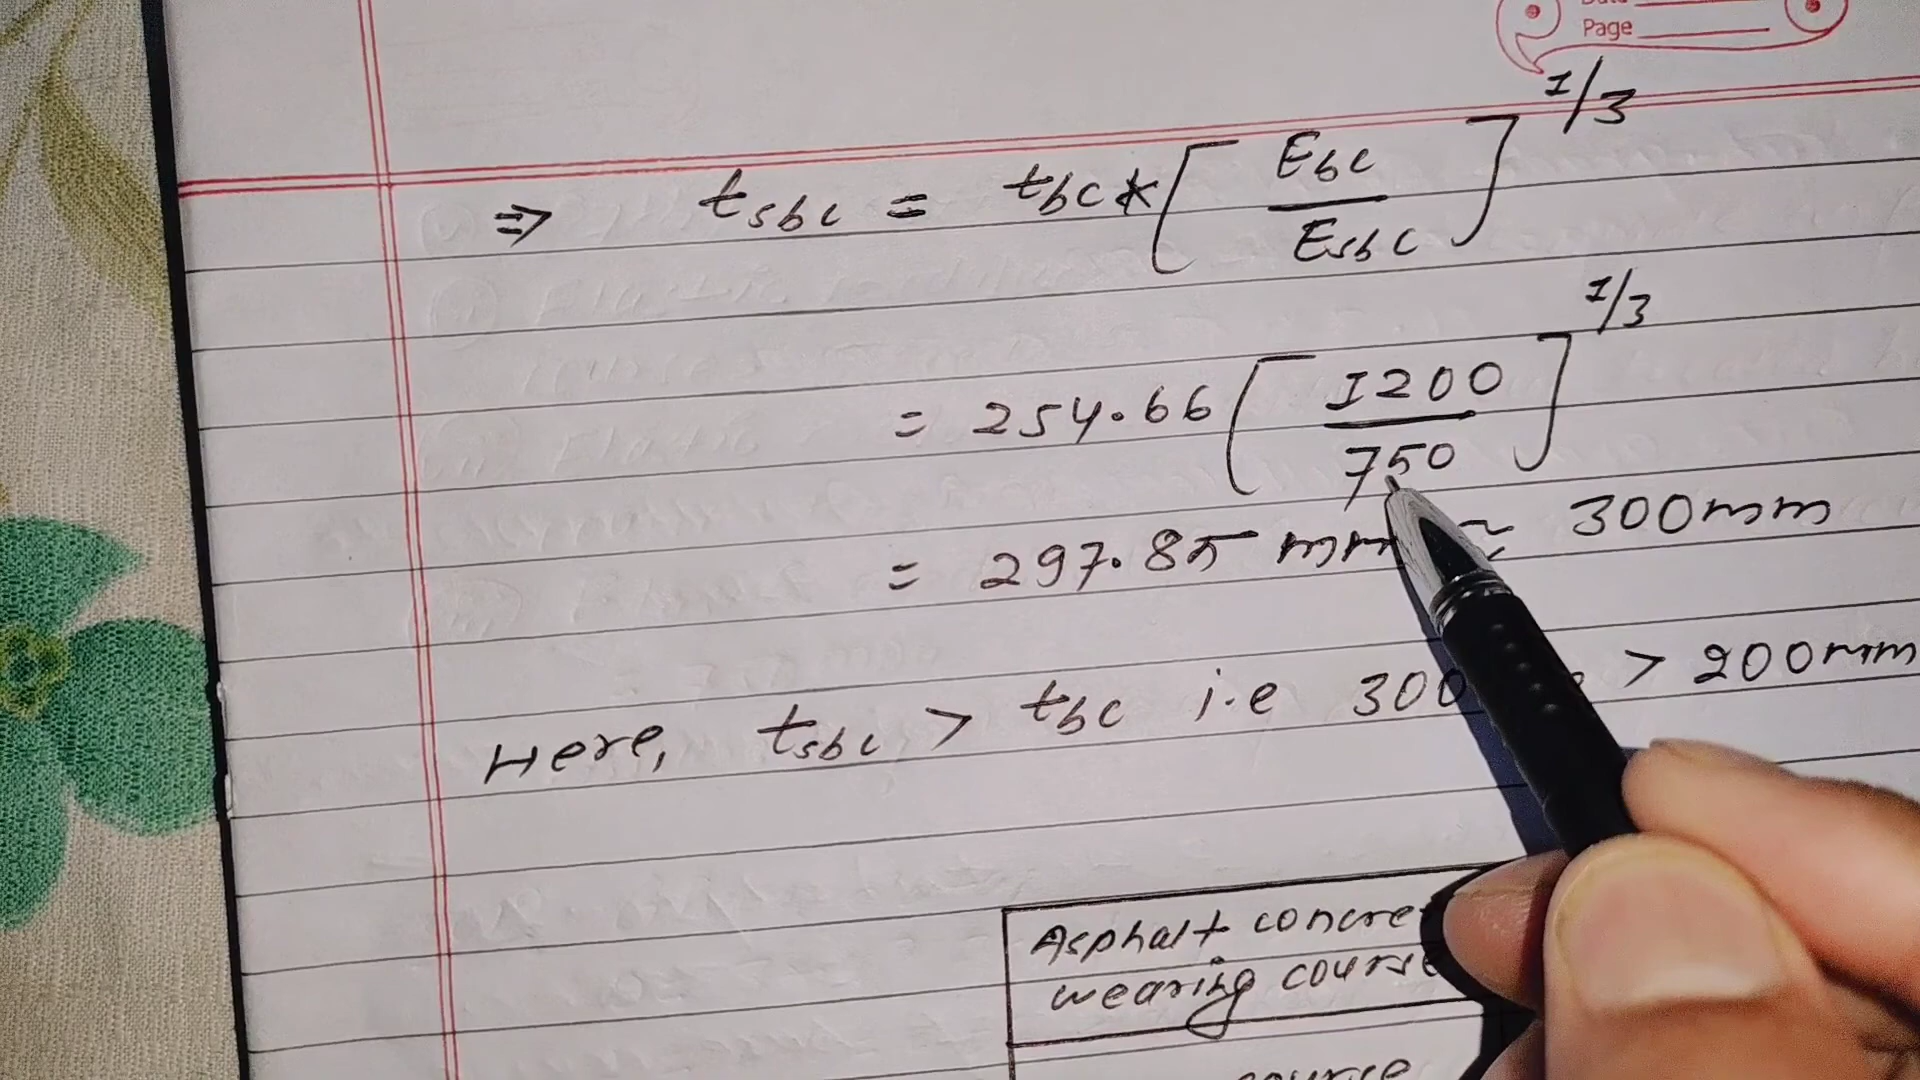 Page
⇒ tsbc = tbc * [Ebc / Esbc]^1/3
= 254.66 [1200 / 750]^1/3
= 297.85 mm ≈ 300mm
Here, tsbc > tbc i.e 300 > 200mm
Asphalt concre
wearing course
course